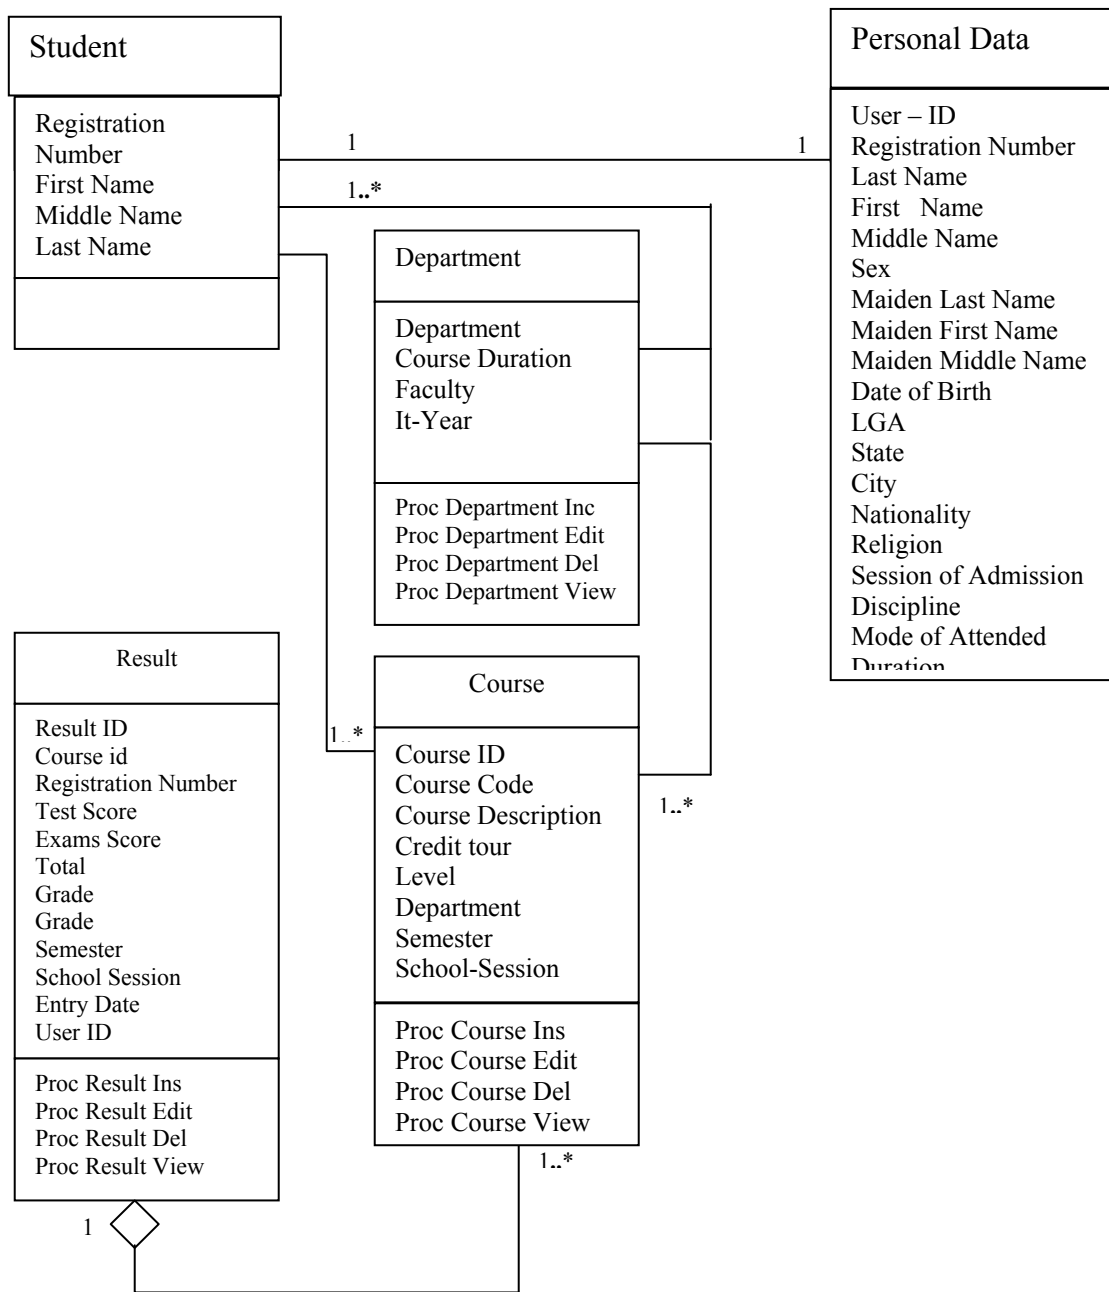 Student
Registration
Number
First Name
Middle Name
Last Name
1
1
1..*
Personal Data
User – ID
Registration Number
Last Name
First Name
Middle Name
Sex
Maiden Last Name
Maiden First Name
Maiden Middle Name
Date of Birth
LGA
State
City
Nationality
Religion
Session of Admission
Discipline
Mode of Attended
Duration
Department
Department
Course Duration
Faculty
It-Year
Proc Department Inc
Proc Department Edit
Proc Department Del
Proc Department View
Result
Result ID
Course id
Registration Number
Test Score
Exams Score
Total
Grade
Grade
Semester
School Session
Entry Date
User ID
Proc Result Ins
Proc Result Edit
Proc Result Del
Proc Result View
1
1..*
Course
Course ID
Course Code
Course Description
Credit tour
Level
Department
Semester
School-Session
Proc Course Ins
Proc Course Edit
Proc Course Del
Proc Course View
1..*
1..*